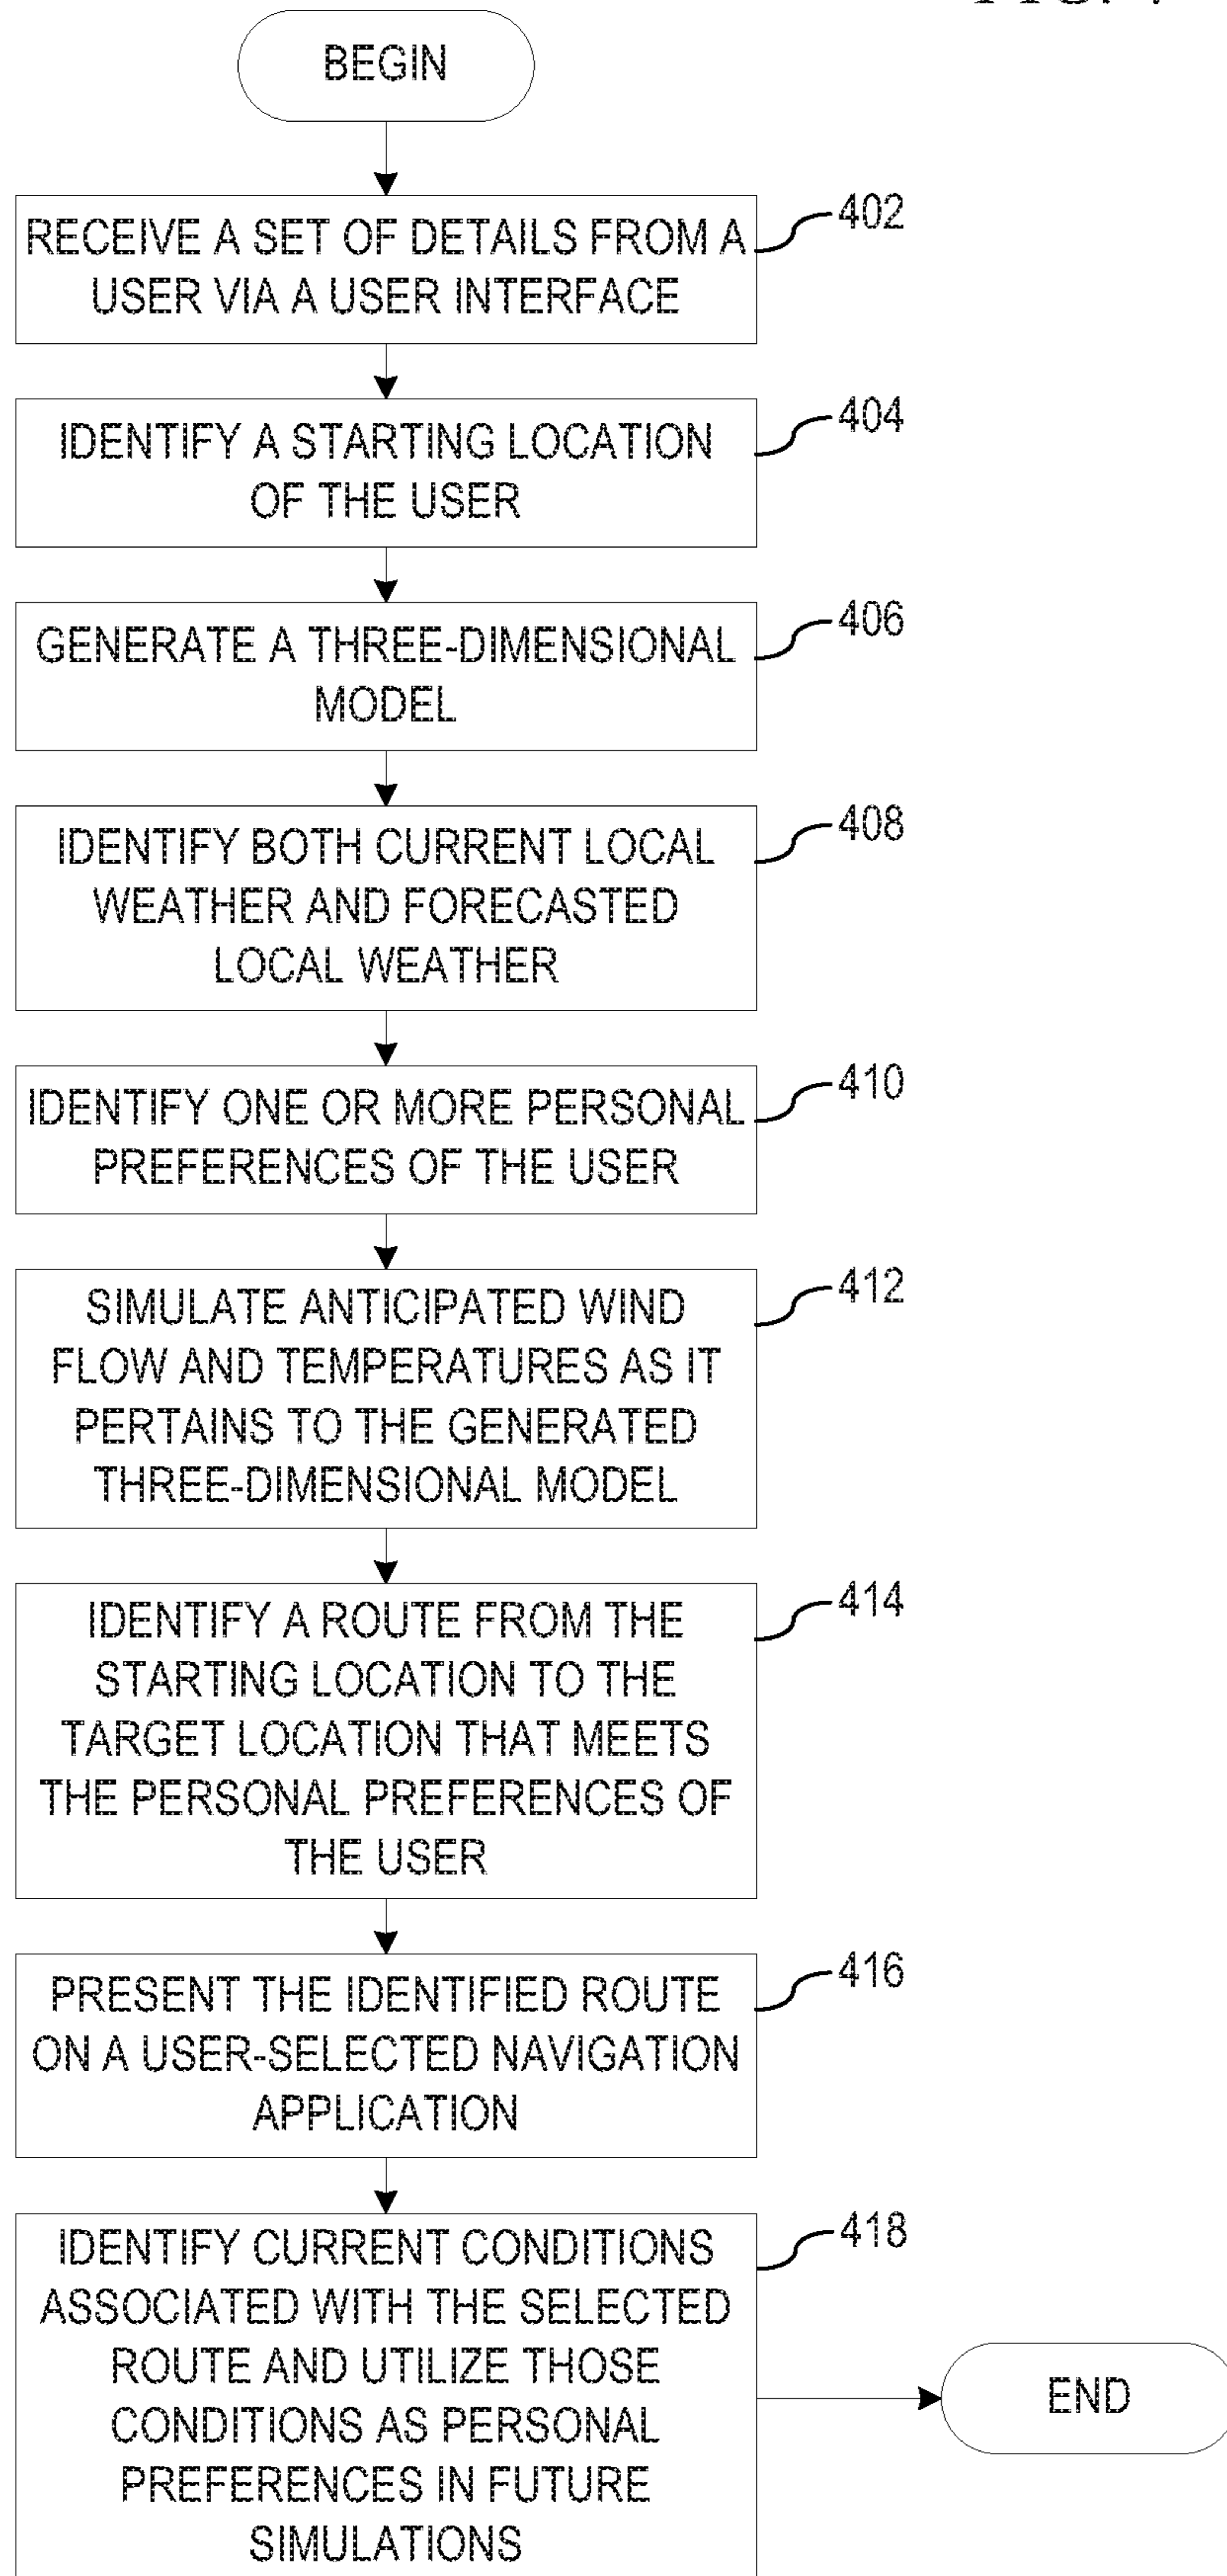 BEGIN
RECEIVE A SET OF DETAILS FROM A
USER VIA A USER INTERFACE
402
IDENTIFY A STARTING LOCATION
OF THE USER
404
GENERATE A THREE-DIMENSIONAL
MODEL
406
IDENTIFY BOTH CURRENT LOCAL
WEATHER AND FORECASTED
LOCAL WEATHER
408
IDENTIFY ONE OR MORE PERSONAL
PREFERENCES OF THE USER
410
SIMULATE ANTICIPATED WIND
FLOW AND TEMPERATURES AS IT
PERTAINS TO THE GENERATED
THREE-DIMENSIONAL MODEL
412
IDENTIFY A ROUTE FROM THE
STARTING LOCATION TO THE
TARGET LOCATION THAT MEETS
THE PERSONAL PREFERENCES OF
THE USER
414
PRESENT THE IDENTIFIED ROUTE
ON A USER-SELECTED NAVIGATION
APPLICATION
416
IDENTIFY CURRENT CONDITIONS
ASSOCIATED WITH THE SELECTED
ROUTE AND UTILIZE THOSE
CONDITIONS AS PERSONAL
PREFERENCES IN FUTURE
SIMULATIONS
418
END